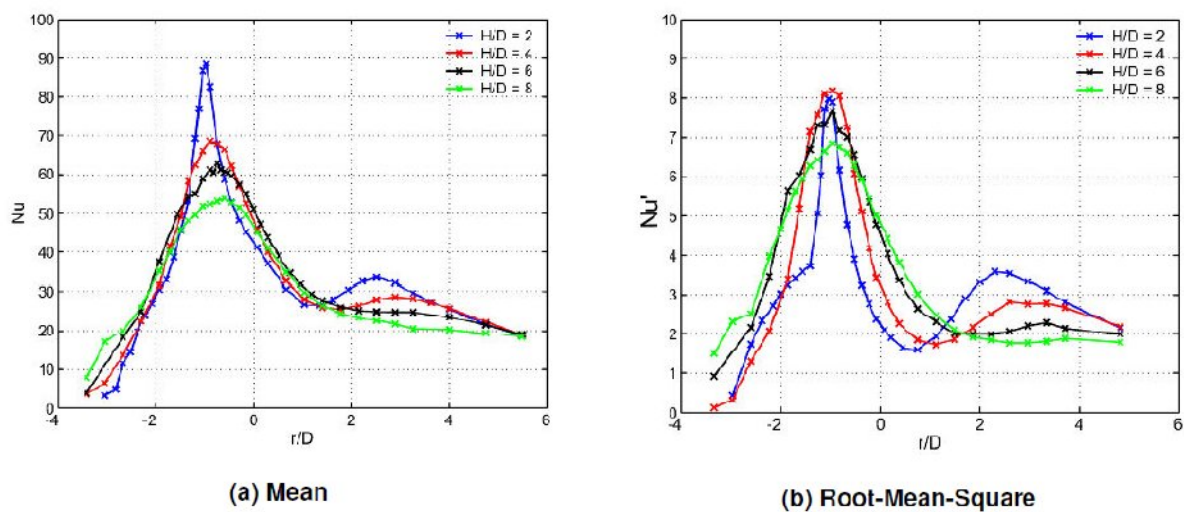 100
90
80
70
60
50
40
30
20
10
0
-4
-2
0
2
4
6
Nu
r/D
H/D = 2
H/D = 4
H/D = 6
H/D = 8
(a) Mean
10
9
8
7
6
5
4
3
2
1
0
-4
-2
0
2
4
6
Nu'
r/D
H/D = 2
H/D = 4
H/D = 6
H/D = 8
(b) Root-Mean-Square